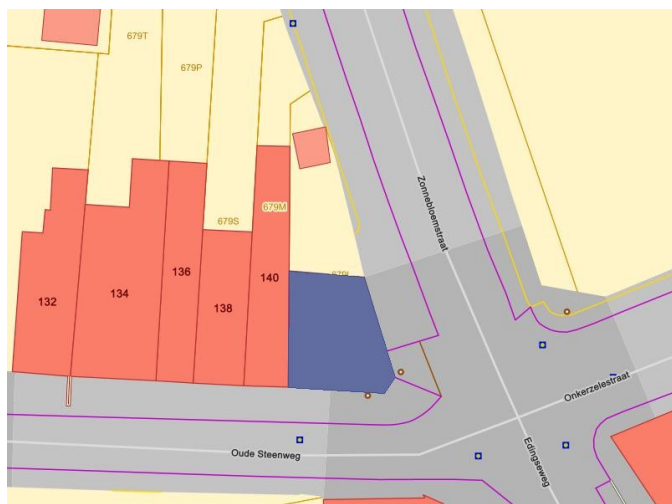 679T
679P
679S
679M
132
134
136
138
140
Zonnebloemstraat
Onkerzelestraat
Oude Steenweg
Edingseweg